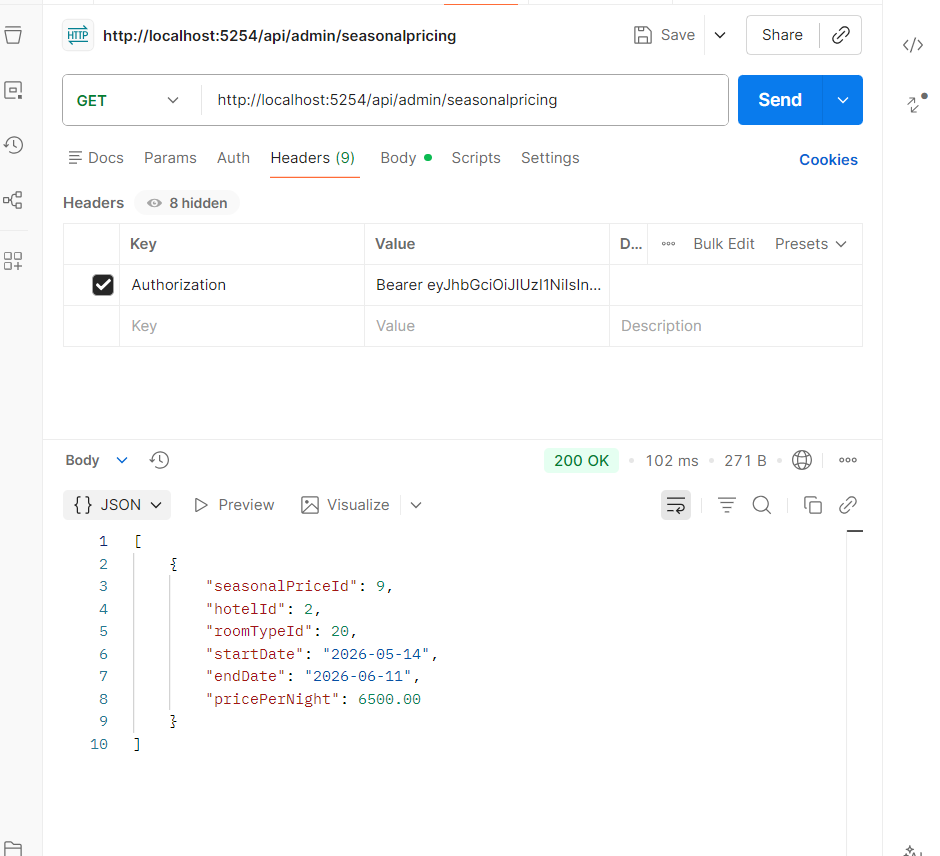 HTTP http://localhost:5254/api/admin/seasonalpricing Save Share
GET http://localhost:5254/api/admin/seasonalpricing Send
Docs Params Auth Headers (9) Body Scripts Settings Cookies
Headers 8 hidden
Key Value D... Bulk Edit Presets
Authorization Bearer eyJhbGciOiJIUzI1NiIsIn...
Key Value Description
Body 200 OK 102 ms 271 B
{} JSON Preview Visualize
1 [
2 {
3 "seasonalPriceId": 9,
4 "hotelId": 2,
5 "roomTypeId": 20,
6 "startDate": "2026-05-14",
7 "endDate": "2026-06-11",
8 "pricePerNight": 6500.00
9 }
10 ]